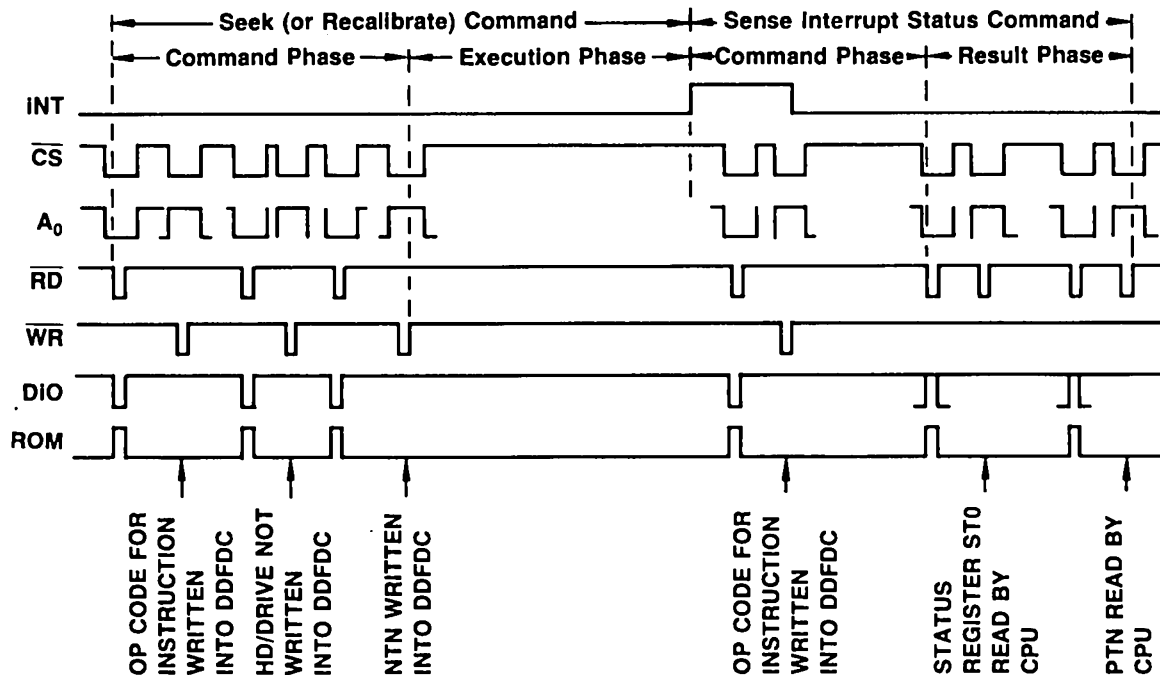 Seek (or Recalibrate) Command
Sense Interrupt Status Command
Command Phase
Execution Phase
Command Phase
Result Phase
iNT
CS
A0
RD
WR
DiO
ROM
OP CODE FOR
INSTRUCTION
WRITTEN
INTO DDFDC
HD/DRIVE NOT
WRITTEN
INTO DDFDC
NTN WRITTEN
INTO DDFDC
OP CODE FOR
INSTRUCTION
WRITTEN
INTO DDFDC
STATUS
REGISTER ST0
READ BY
CPU
PTN READ BY
CPU